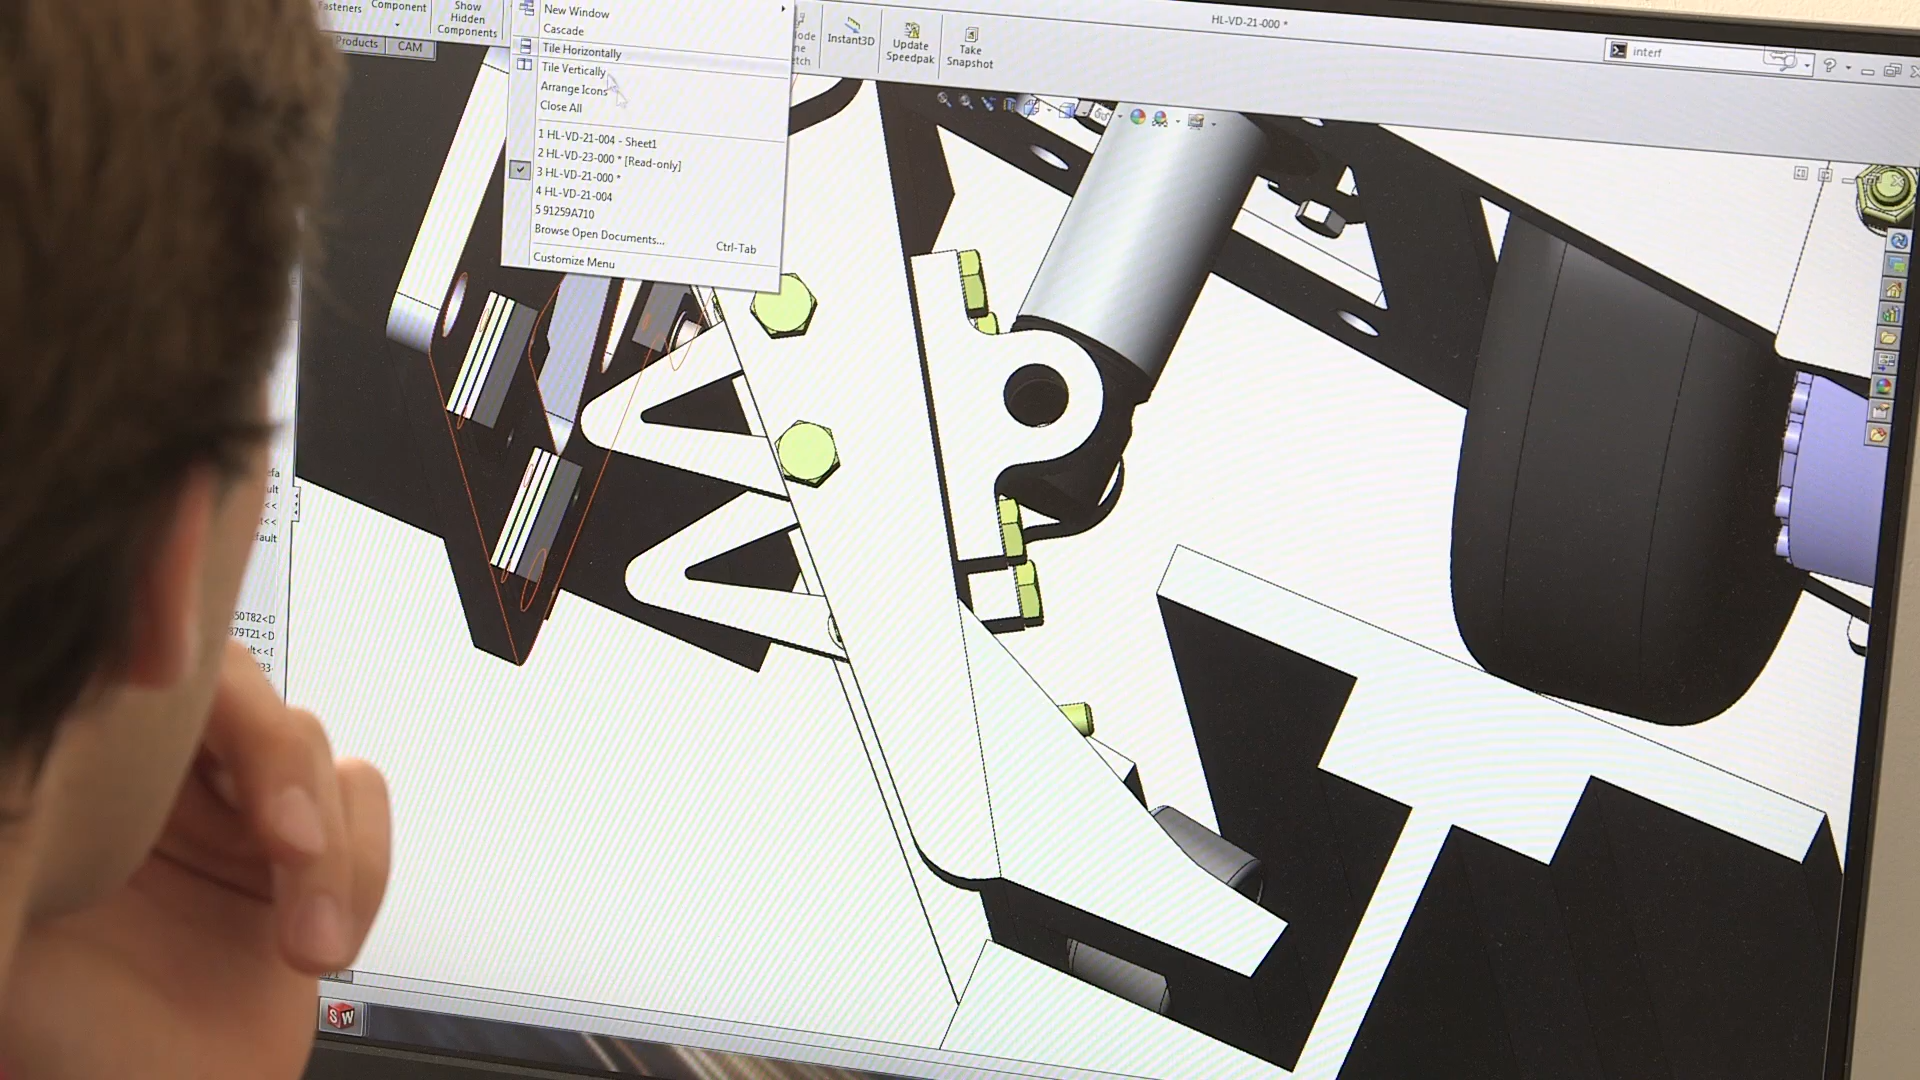 Fasteners
Component
Show
Hidden
Components
Products
CAM
New Window
Cascade
Tile Horizontally
Tile Vertically
Arrange Icons
Close All
1 HL-VD-21-004 - Sheet1
2 HL-VD-23-000 * [Read-only]
3 HL-VD-21-000 *
4 HL-VD-21-004
5 91259A710
Browse Open Documents... Ctrl-Tab
Customize Menu
Instant3D
Update
Speedpak
Take
Snapshot
HL-VD-21-000 *
interf
?
SW